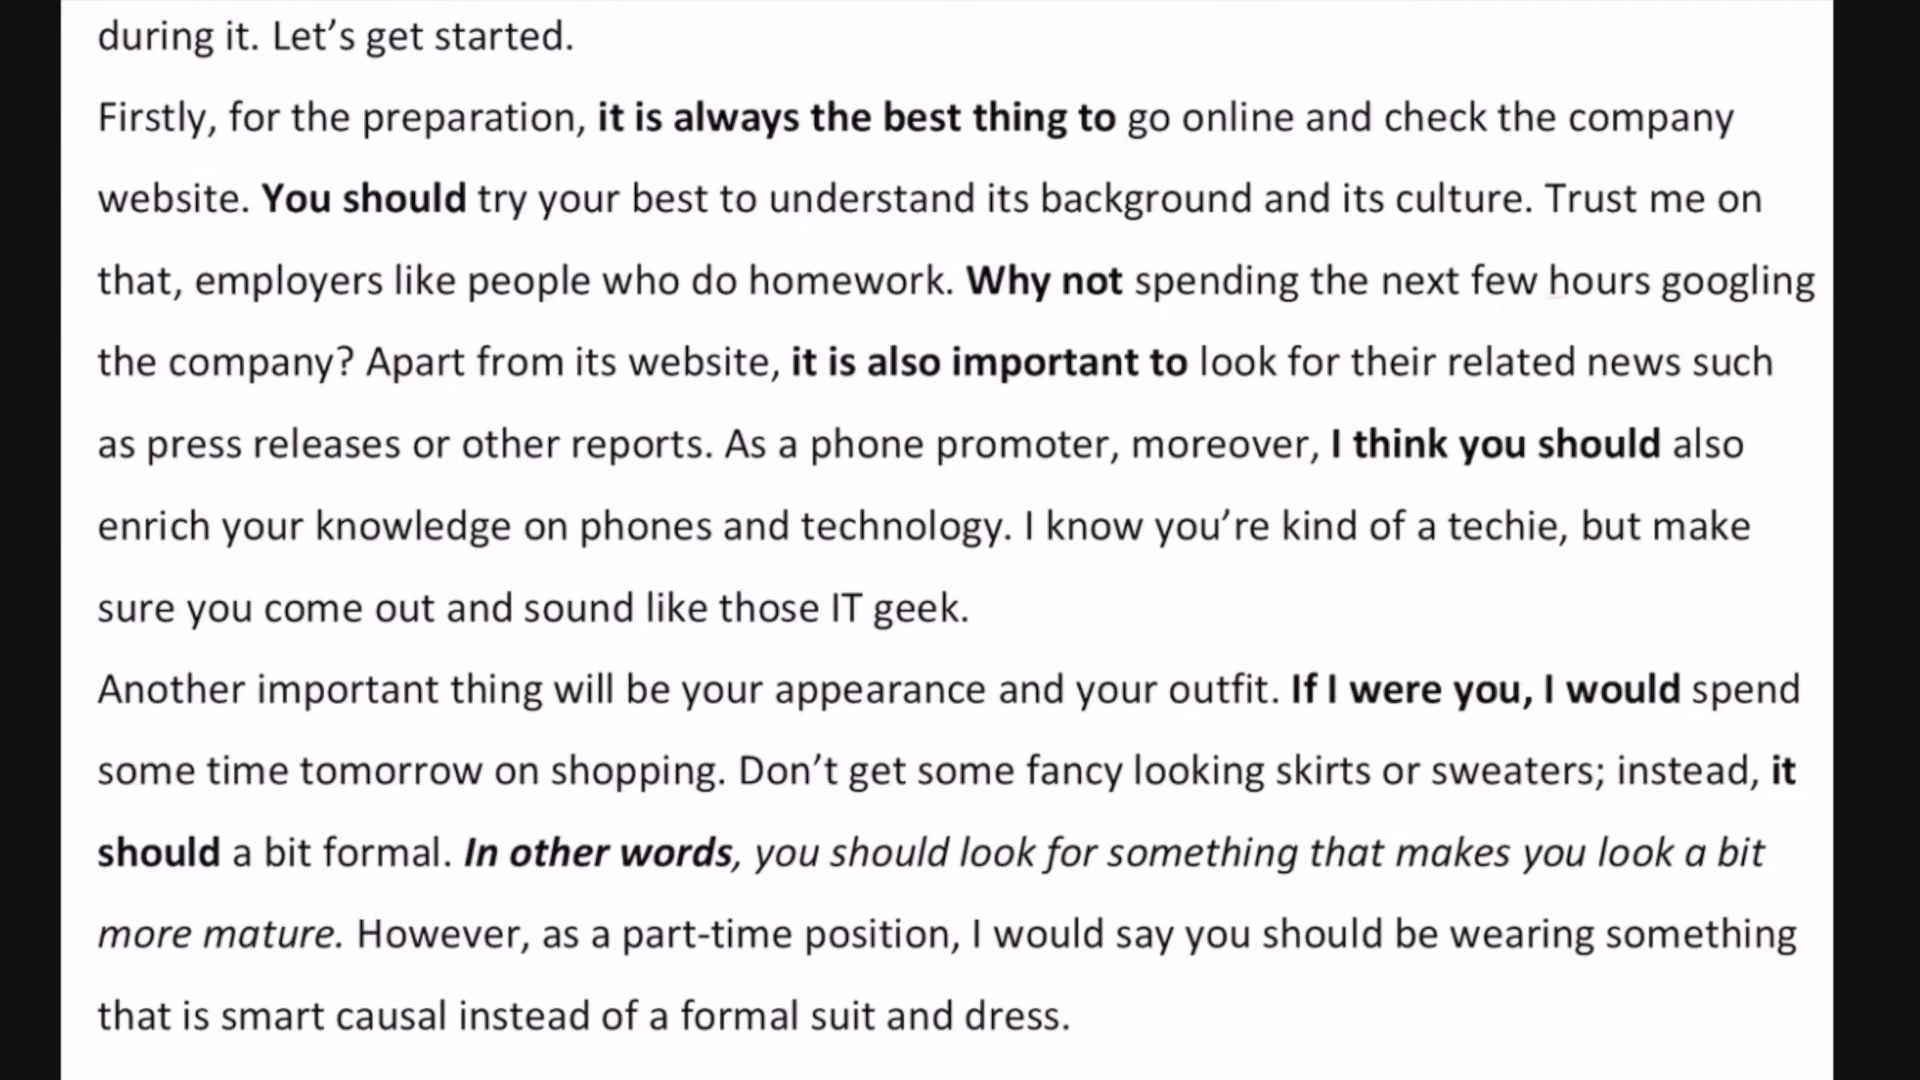 during it. Let’s get started.
Firstly, for the preparation, it is always the best thing to go online and check the company
website. You should try your best to understand its background and its culture. Trust me on
that, employers like people who do homework. Why not spending the next few hours googling
the company? Apart from its website, it is also important to look for their related news such
as press releases or other reports. As a phone promoter, moreover, I think you should also
enrich your knowledge on phones and technology. I know you’re kind of a techie, but make
sure you come out and sound like those IT geek.
Another important thing will be your appearance and your outfit. If I were you, I would spend
some time tomorrow on shopping. Don’t get some fancy looking skirts or sweaters; instead, it
should a bit formal. In other words, you should look for something that makes you look a bit
more mature. However, as a part-time position, I would say you should be wearing something
that is smart causal instead of a formal suit and dress.